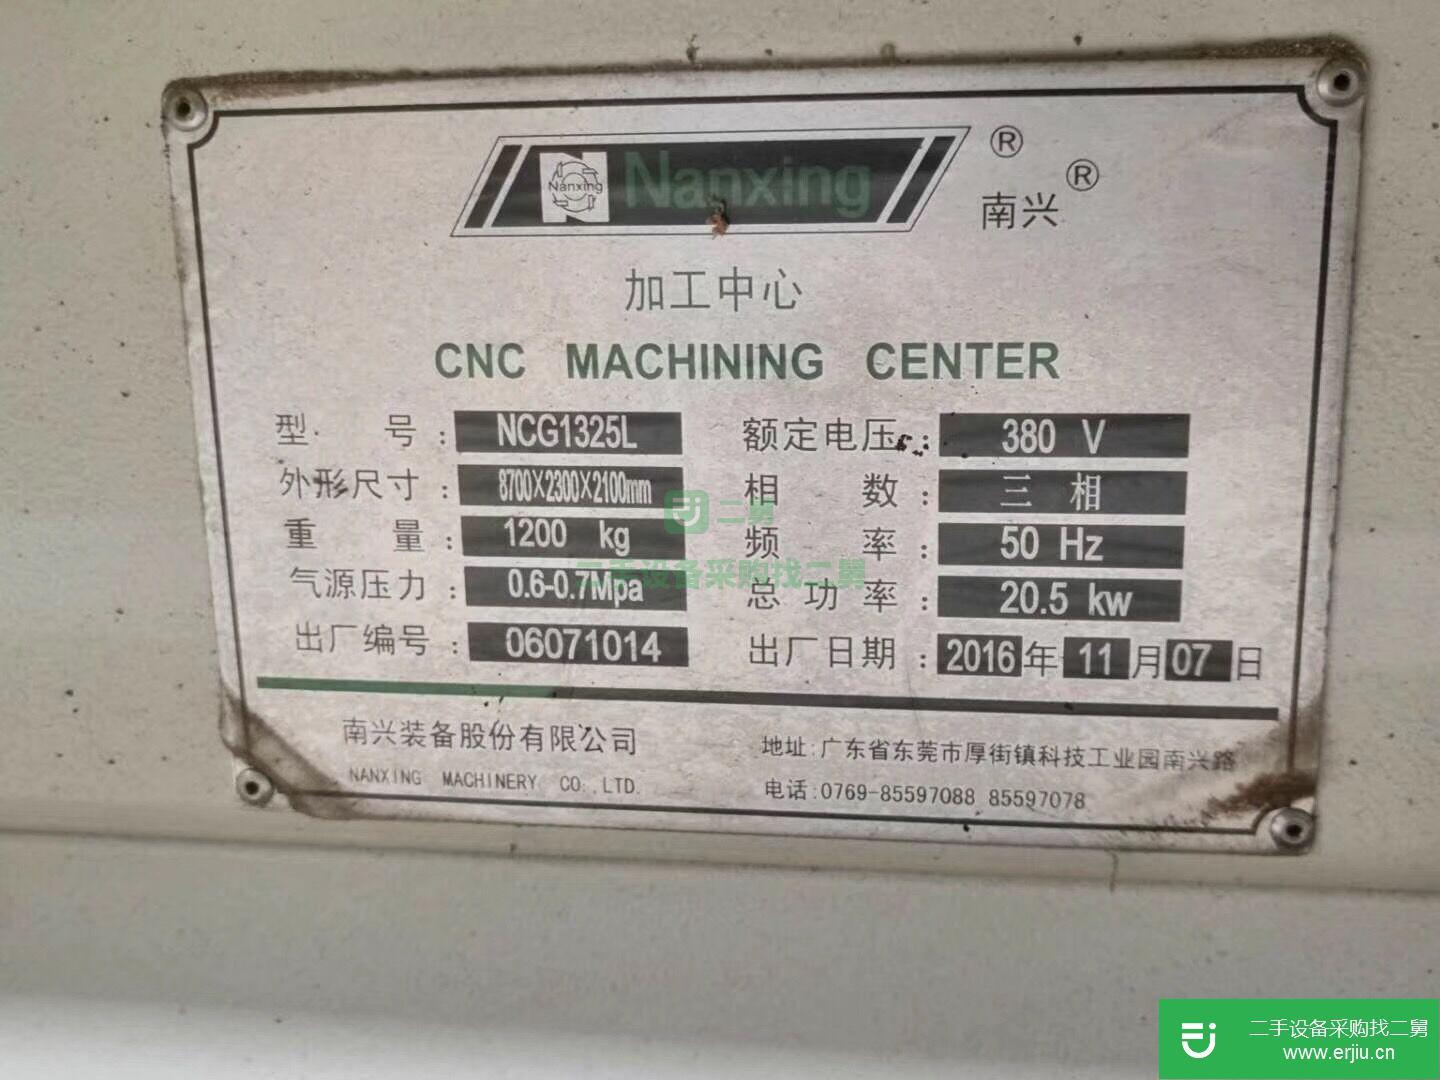 Nanxing Nanxing ®
南兴 ®
加工中心
CNC MACHINING CENTER
型 号 : NCG1325L 额定电压 : 380 V
外形尺寸 : 8700X2300X2100mm 相 数 : 三 相
重 量 : 1200 kg 频 率 : 50 Hz
气源压力 : 0.6-0.7Mpa 总 功 率 : 20.5 kw
出厂编号 : 06071014 出厂日期 : 2016年11月07日
南兴装备股份有限公司
NANXING MACHINERY CO.,LTD.
地址:广东省东莞市厚街镇科技工业园南兴路
电话:0769-85597088 85597078
二舅
二手设备采购找二舅
二手设备采购找二舅
www.erjiu.cn